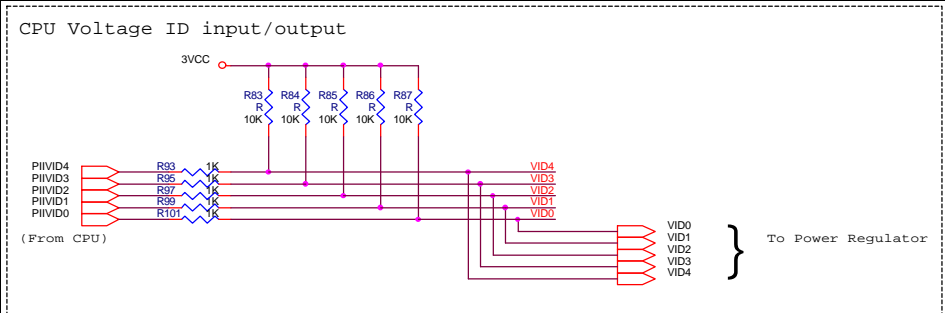 CPU Voltage ID input/output
3VCC
R83 R84 R85 R86 R87
R R R R R
10K 10K 10K 10K 10K
PIIVID4 R93 1K VID4
PIIVID3 R95 1K VID3
PIIVID2 R97 1K VID2
PIIVID1 R99 1K VID1
PIIVID0 R101 1K VID0
(From CPU)
VID0
VID1
VID2
VID3
VID4
} To Power Regulator